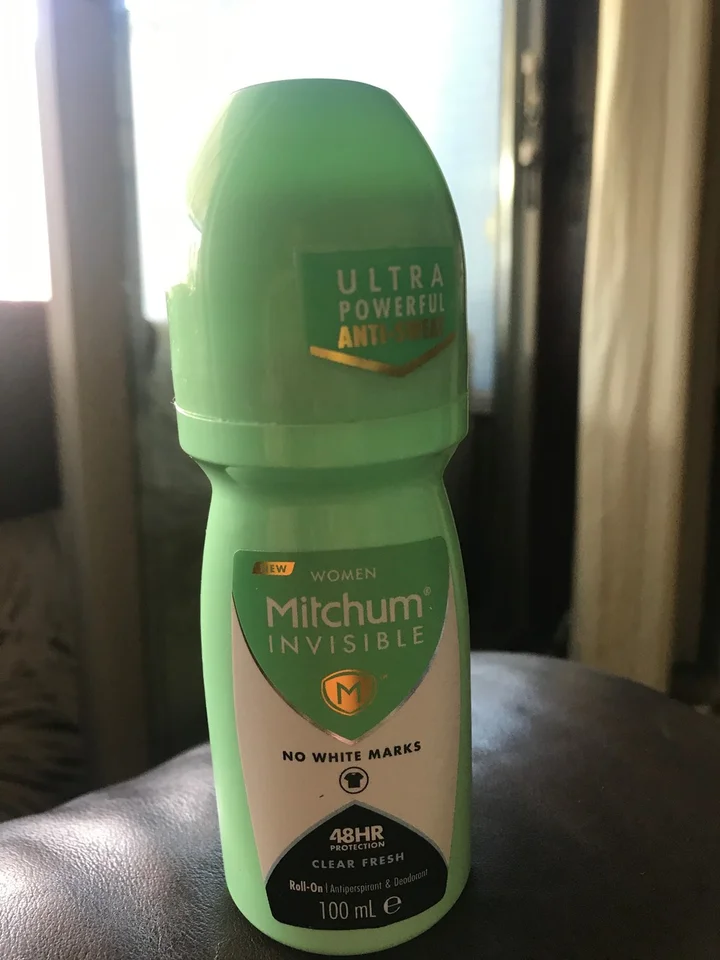 ULTRA
POWERFUL
ANTI-SWEAT
NEW
WOMEN
Mitchum®
INVISIBLE
M
NO WHITE MARKS
48HR
PROTECTION
CLEAR FRESH
Roll-On | Antiperspirant & Deodorant
100 mL ℮